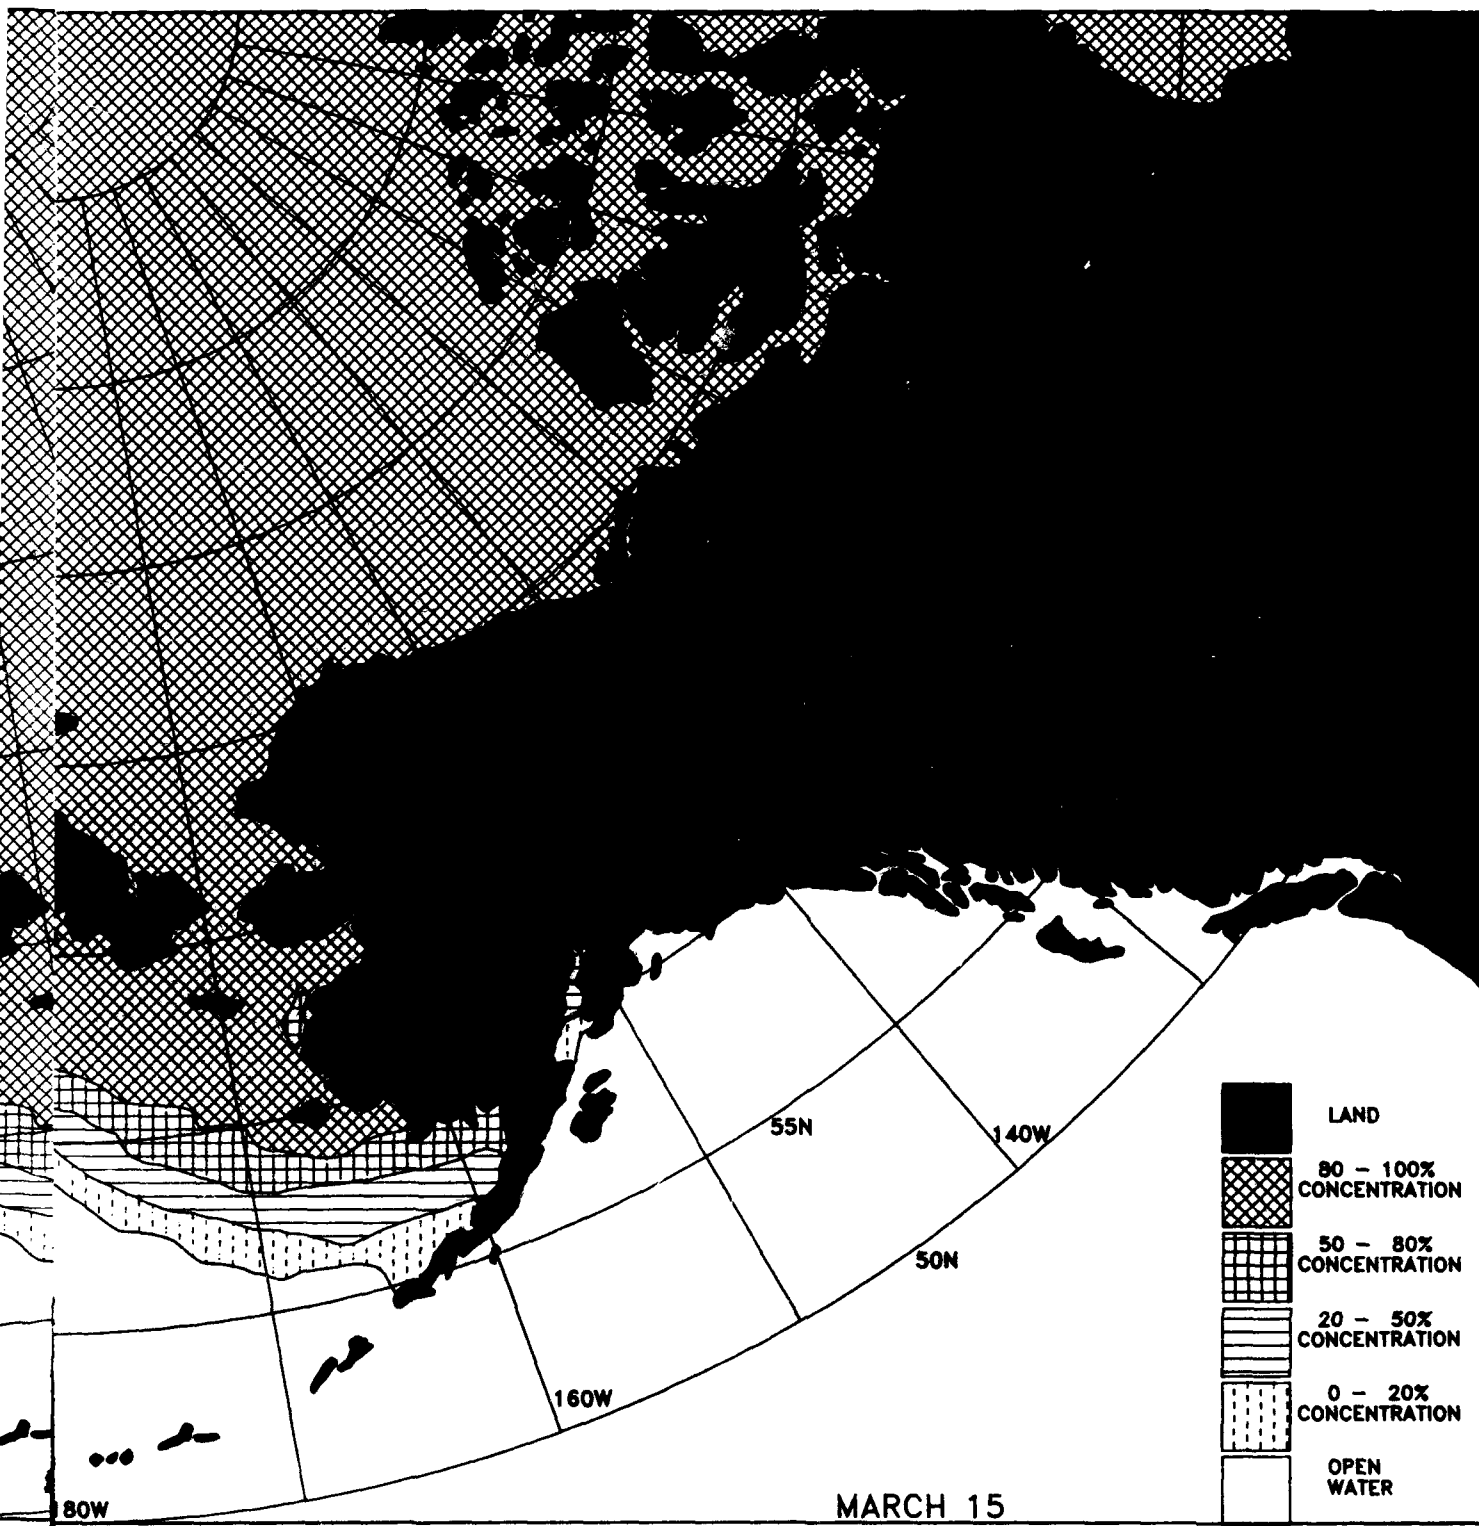 LAND
80 - 100%
CONCENTRATION
55N
140W
50 - 80%
CONCENTRATION
50N
20 - 50%
CONCENTRATION
160W
0 - 20%
CONCENTRATION
OPEN
WATER
180W
MARCH 15